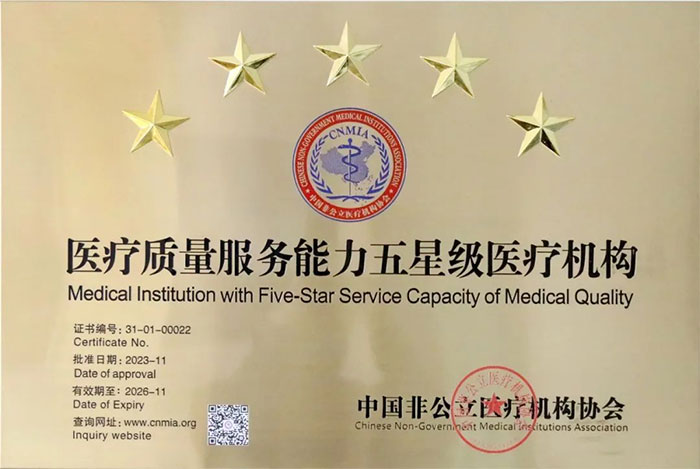 CHINESE NON-GOVERNMENT MEDICAL INSTITUTIONS ASSOCIATION
CNMIA
中国非公立医疗机构协会
医疗质量服务能力五星级医疗机构
Medical Institution with Five-Star Service Capacity of Medical Quality
证书编号: 31-01-00022
Certificate No.
批准日期: 2023-11
Date of approval
有效期至: 2026-11
Date of Expiry
查询网址: www.cnmia.org
Inquiry website
中国非公立医疗机构协会
Chinese Non-Government Medical Institutions Association